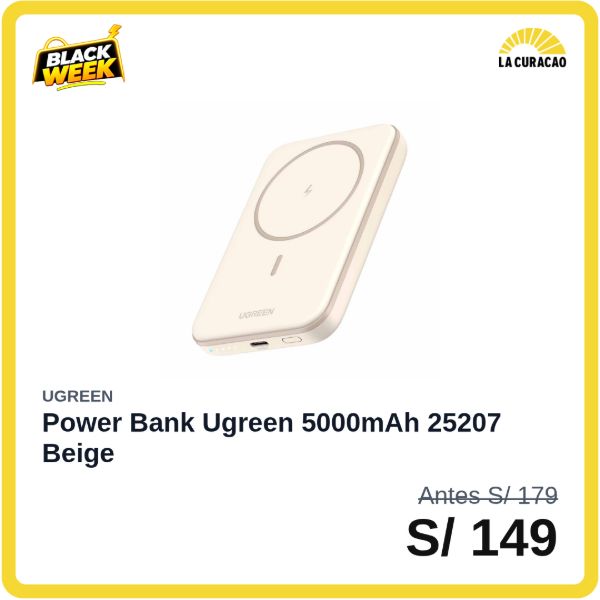 BLACK
WEEK
LA CURACAO
UGREEN
UGREEN
Power Bank Ugreen 5000mAh 25207
Beige
Antes S/ 179
S/ 149